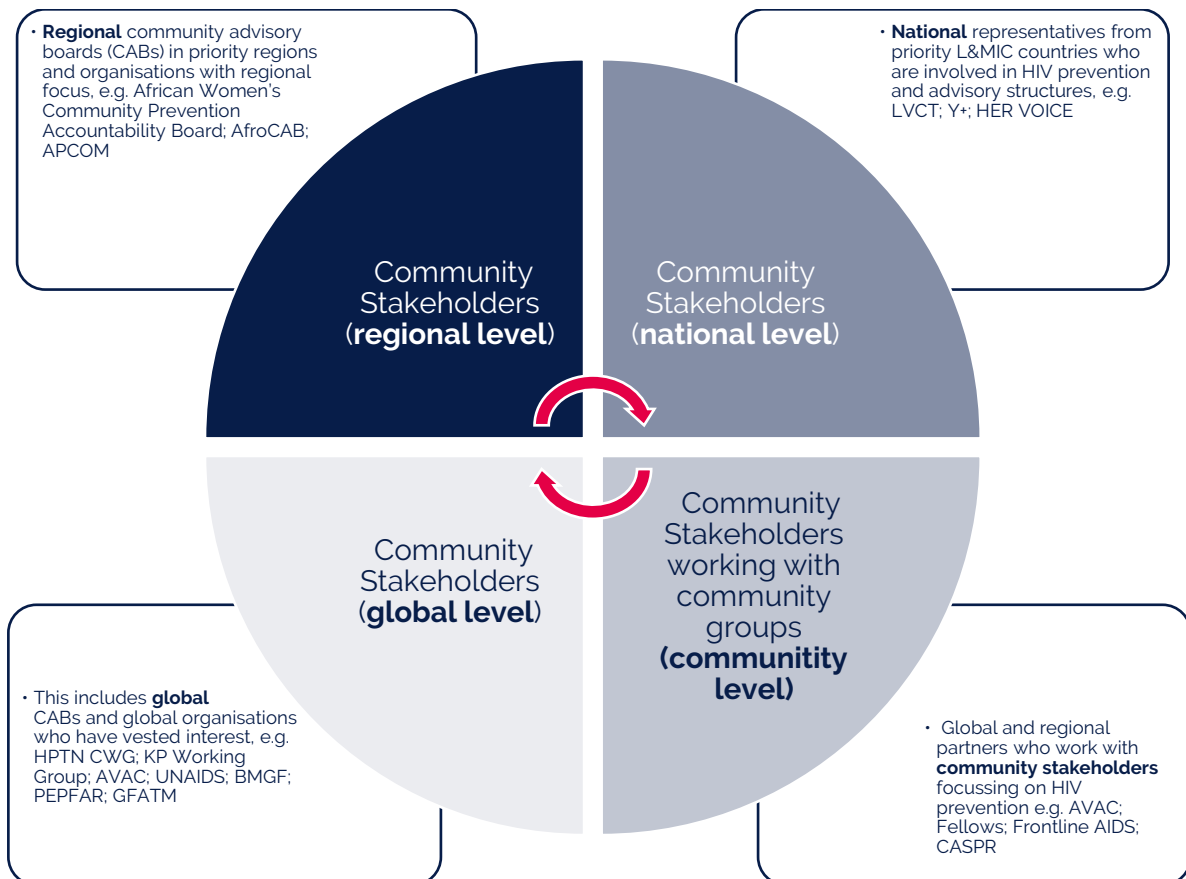 • Regional community advisory
boards (CABs) in priority regions
and organisations with regional
focus, e.g. African Women's
Community Prevention
Accountability Board; AfroCAB;
APCOM
• National representatives from
priority L&MIC countries who
are involved in HIV prevention
and advisory structures, e.g.
LVCT; Y+; HER VOICE
Community
Stakeholders
(regional level)
Community
Stakeholders
(national level)
Community
Stakeholders
(global level)
Community
Stakeholders
working with
community
groups
(communitity
level)
• This includes global
CABs and global organisations
who have vested interest, e.g.
HPTN CWG; KP Working
Group; AVAC; UNAIDS; BMGF;
PEPFAR; GFATM
• Global and regional
partners who work with
community stakeholders
focussing on HIV
prevention e.g. AVAC;
Fellows; Frontline AIDS;
CASPR